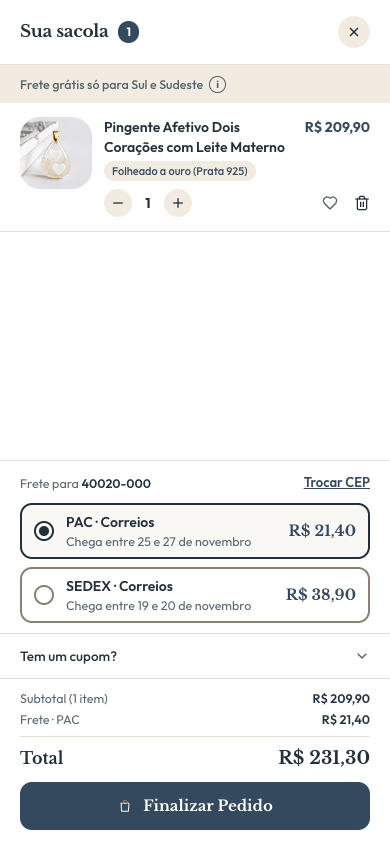 Sua sacola 1
Frete grátis só para Sul e Sudeste i
Pingente Afetivo Dois R$ 209,90
Corações com Leite Materno
Folheado a ouro (Prata 925)
1
Frete para 40020-000 Trocar CEP
PAC · Correios
Chega entre 25 e 27 de novembro
R$ 21,40
SEDEX · Correios
Chega entre 19 e 20 de novembro
R$ 38,90
Tem um cupom?
Subtotal (1 item) R$ 209,90
Frete · PAC R$ 21,40
Total R$ 231,30
Finalizar Pedido